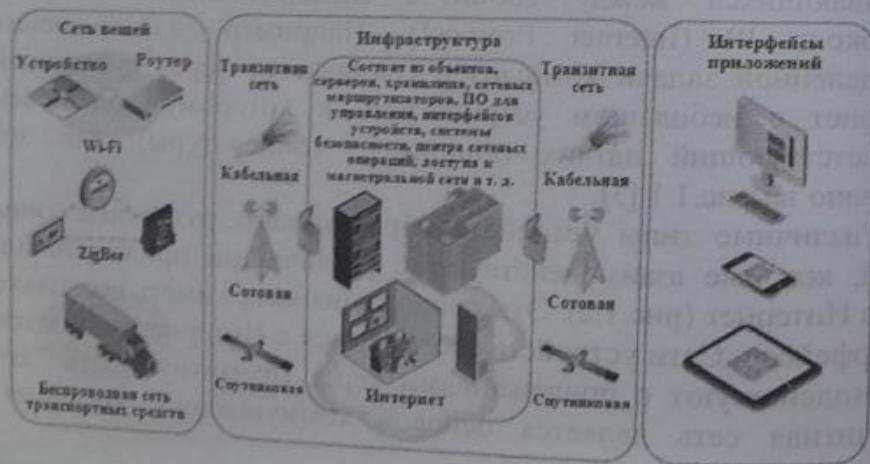 Сеть вещей
Устройство
Роутер
Wi-Fi
ZigBee
Беспроводная сеть
транспортных средств
Инфраструктура
Транзитная
сеть
Кабельная
Сотовая
Спутниковая
Состоит из объектов,
серверов, хранилищ, сетевых
маршрутизаторов, ПО для
управления, интерфейсов
устройств, системы
безопасности, центра сетевых
операций, доступа к
магистральной сети и т. д.
Интернет
Транзитная
сеть
Кабельная
Сотовая
Спутниковая
Интерфейсы
приложений